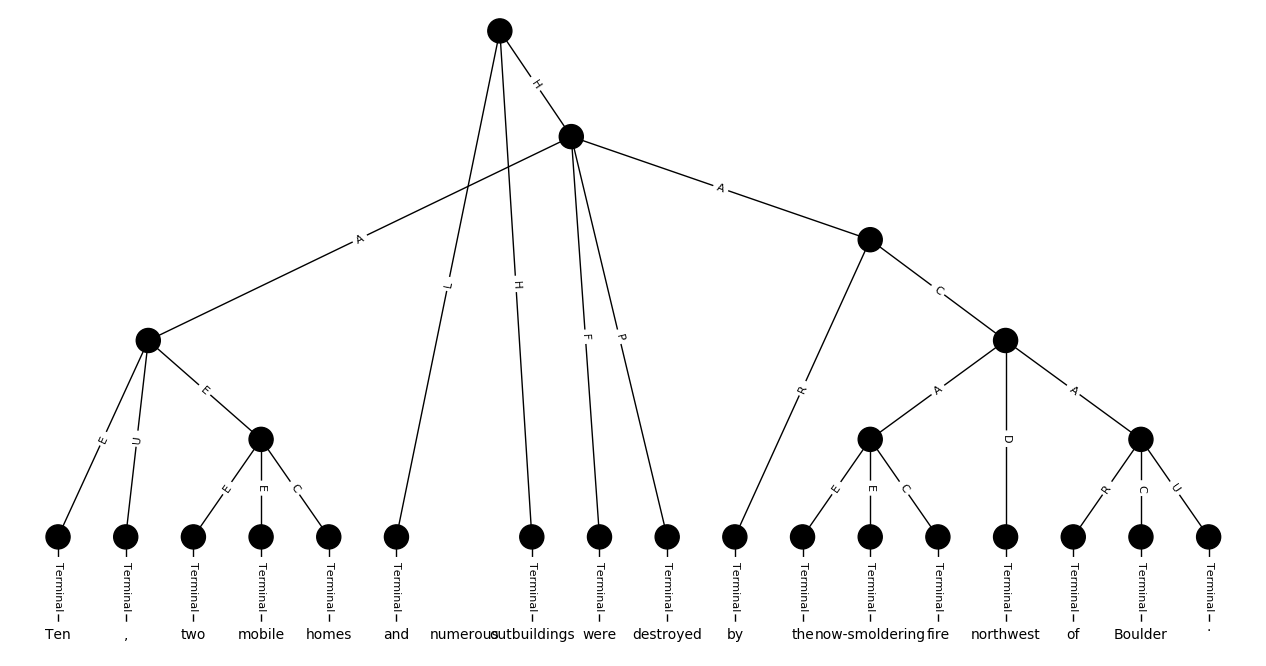 H
A
A
L
H
C
E
F
P
R
A
A
E
U
D
E
E
C
E
E
C
R
C
U
Terminal Terminal Terminal Terminal Terminal Terminal Terminal Terminal Terminal Terminal Terminal Terminal Terminal Terminal Terminal Terminal Terminal
Ten , two mobile homes and numerous outbuildings were destroyed by the now-smoldering fire northwest of Boulder .